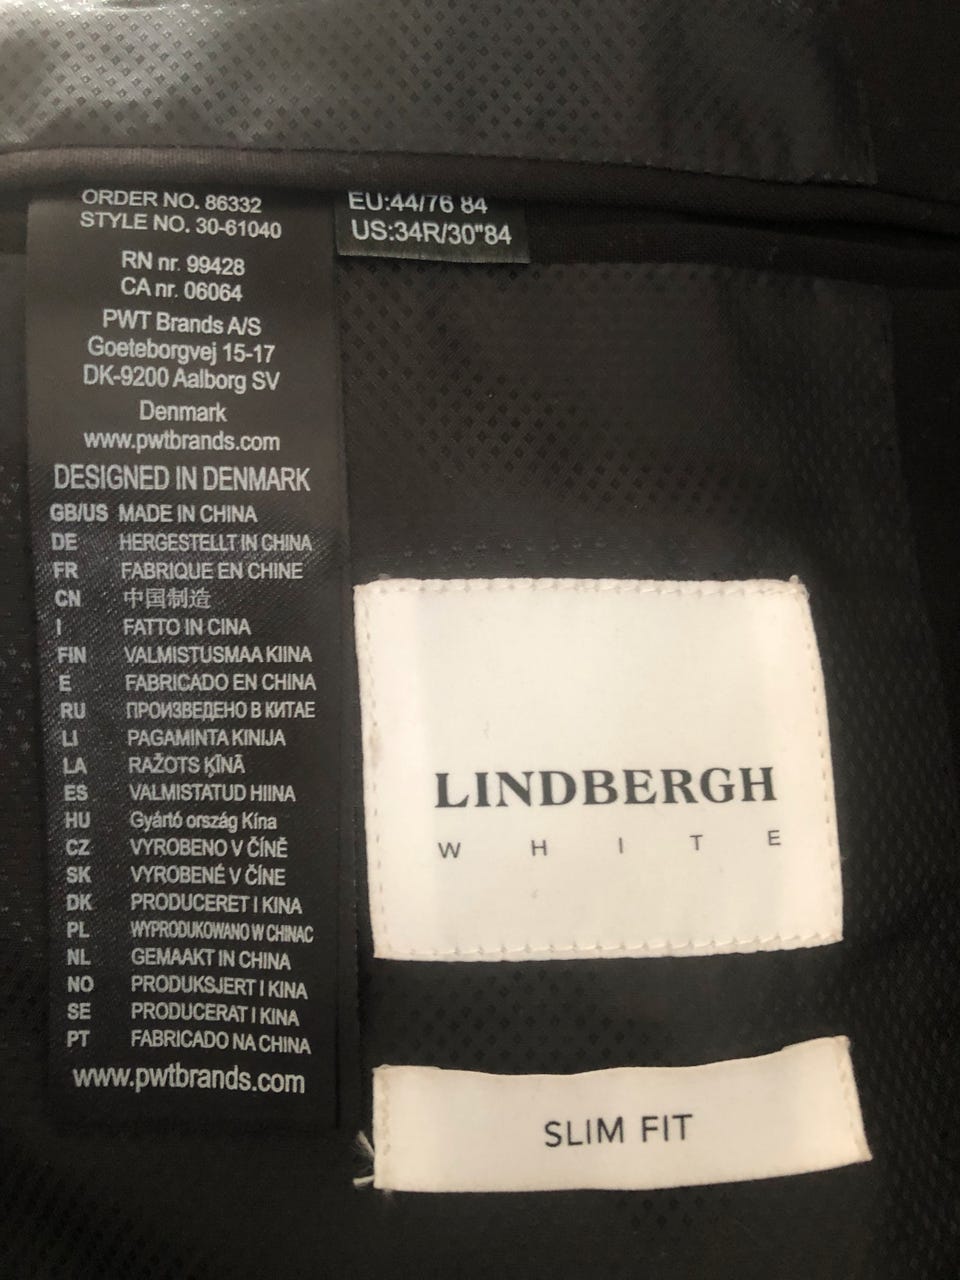 ORDER NO. 86332
STYLE NO. 30-61040
RN nr. 99428
CA nr. 06064
PWT Brands A/S
Goeteborgvej 15-17
DK-9200 Aalborg SV
Denmark
www.pwtbrands.com
DESIGNED IN DENMARK
GB/US MADE IN CHINA
DE HERGESTELLT IN CHINA
FR FABRIQUE EN CHINE
CN 中国制造
I FATTO IN CINA
FIN VALMISTUSMAA KIINA
E FABRICADO EN CHINA
RU ПРОИЗВЕДЕНО В КИТАЕ
LI PAGAMINTA KINIJA
LA RAŽOTS ĶĪNĀ
ES VALMISTATUD HIINA
HU Gyártó ország Kína
CZ VYROBENO V ČÍNĚ
SK VYROBENÉ V ČÍNE
DK PRODUCERET I KINA
PL WYPRODUKOWANO W CHINAC
NL GEMAAKT IN CHINA
NO PRODUKSJERT I KINA
SE PRODUCERAT I KINA
PT FABRICADO NA CHINA
www.pwtbrands.com
EU:44/76 84
US:34R/30"84
LINDBERGH
WHITE
SLIM FIT